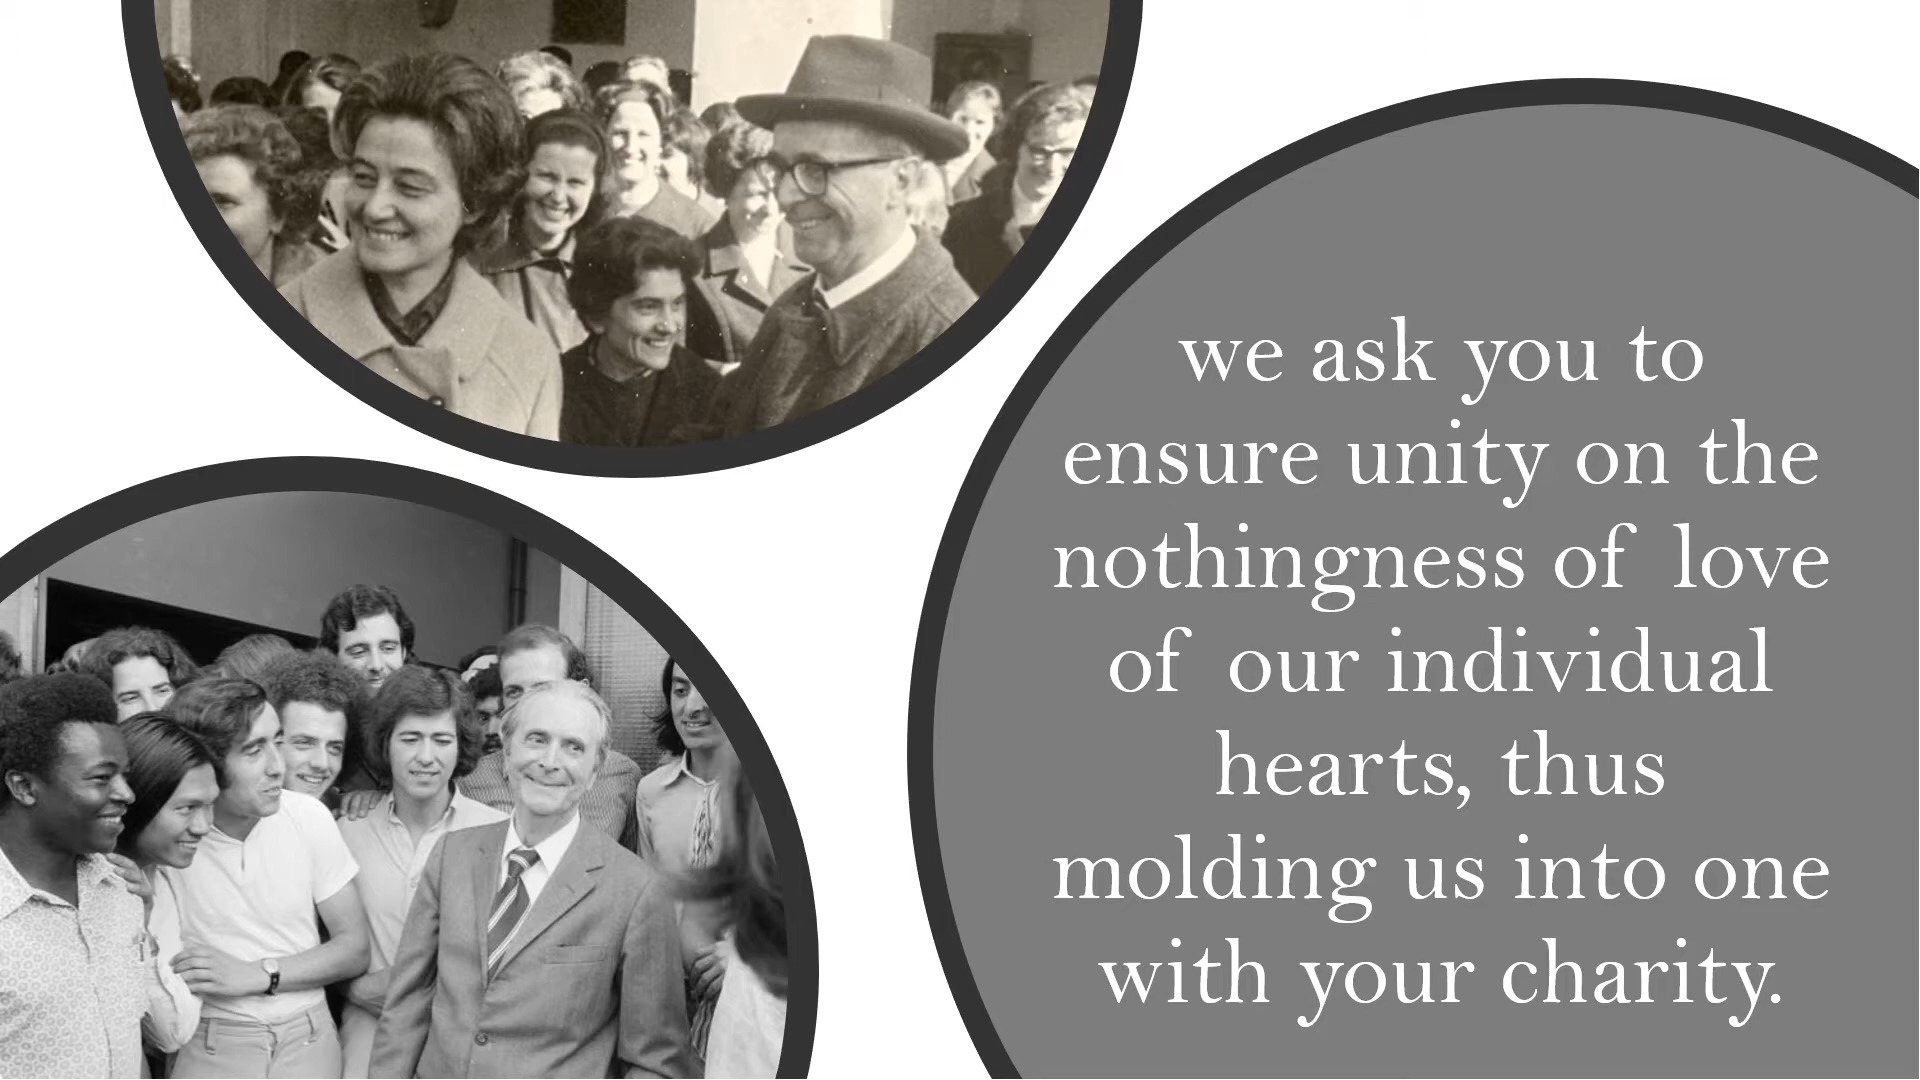 we ask you to
ensure unity on the
nothingness of love
of our individual
hearts, thus
molding us into one
with your charity.